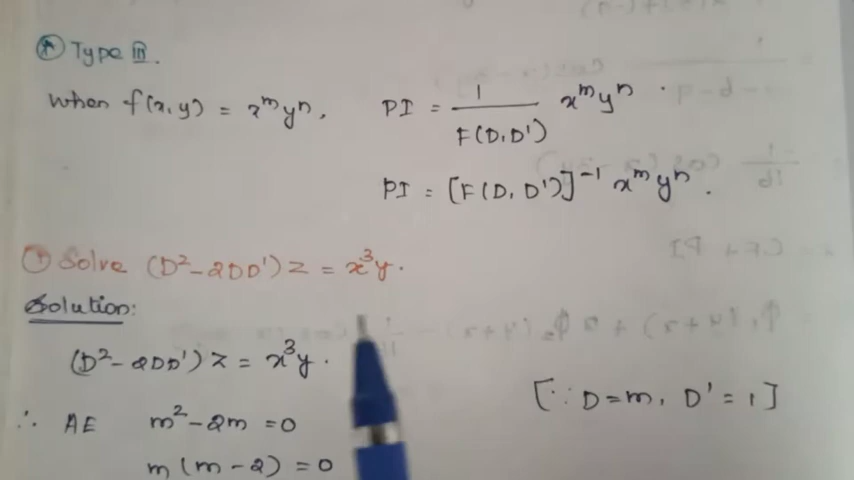 * Type III.
When f(x,y) = x^m y^n, PI = 1/F(D,D') x^m y^n.
PI = [F(D,D')]^-1 x^m y^n.
① Solve (D²-2DD')z = x³y.
Solution:
(D²-2DD')z = x³y.
[∵ D=m, D'=1]
∴ AE m²-2m=0
m(m-2)=0